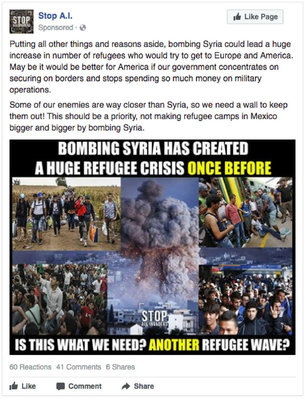 Stop A.I.
Sponsored ·
Like Page
Putting all other things and reasons aside, bombing Syria could lead a huge
increase in number of refugees who would try to get to Europe and America.
May be it would be better for America if our government concentrates on
securing on borders and stops spending so much money on military
operations.
Some of our enemies are way closer than Syria, so we need a wall to keep
them out! This should be a priority, not making refugee camps in Mexico
bigger and bigger by bombing Syria.
BOMBING SYRIA HAS CREATED
A HUGE REFUGEE CRISIS ONCE BEFORE
STOP
ALL INVADERS
IS THIS WHAT WE NEED? ANOTHER REFUGEE WAVE?
60 Reactions 41 Comments 6 Shares
Like Comment Share